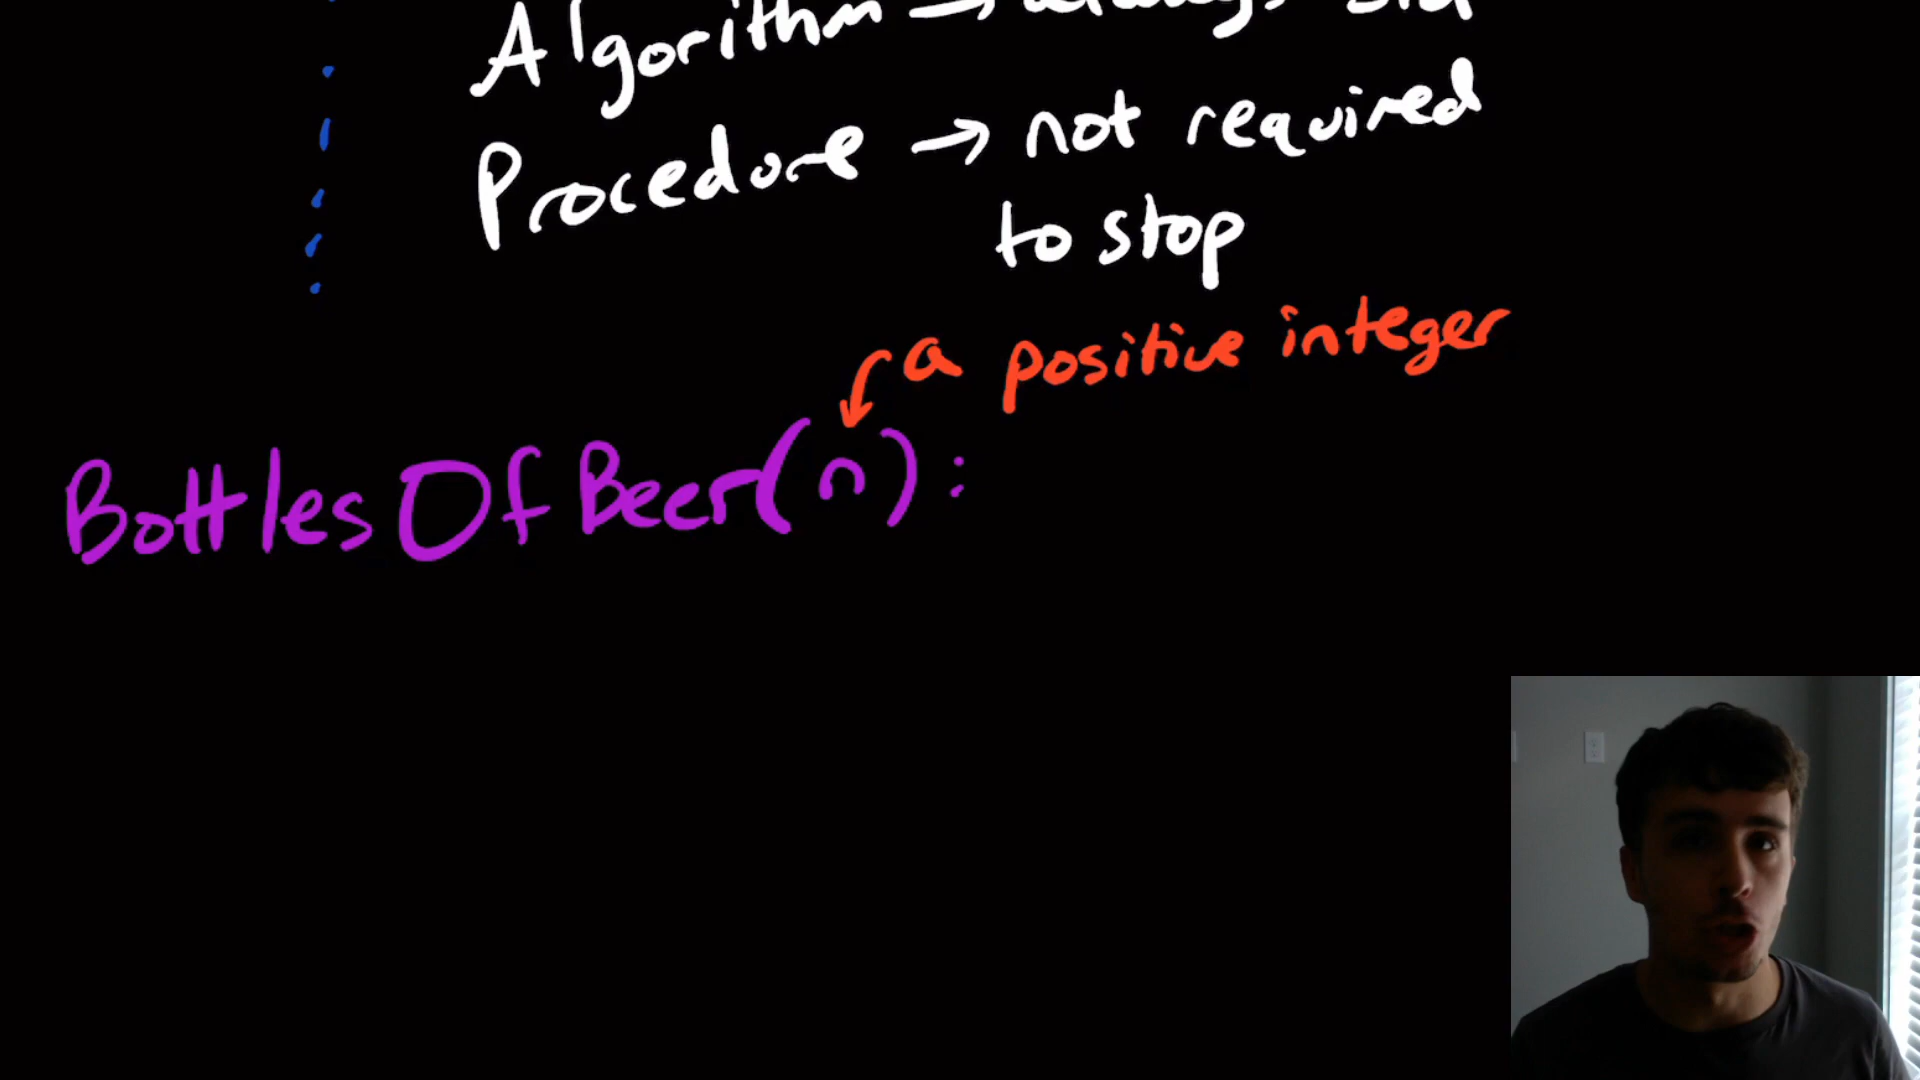 Algorithm →
Procedure → not required
to stop
a positive integer
BottlesOfBeer(n):